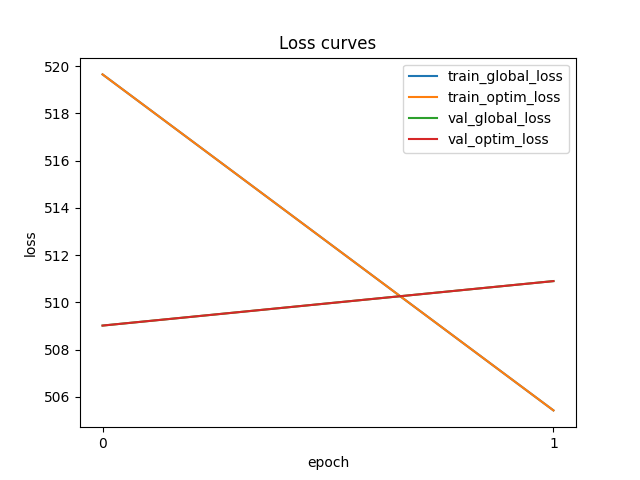 Loss curves
train_global_loss
train_optim_loss
val_global_loss
val_optim_loss
520
518
516
514
512
510
508
506
loss
0
1
epoch